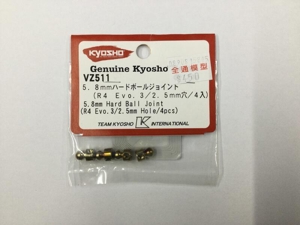 KYOSHO
Genuine Kyosho
全通模型
VZ511
5.8mmハードボールジョイント
(R4 Evo.3/2.5mm穴/4入)
5.8mm Hard Ball Joint
(R4 Evo.3/2.5mm Hole/4pcs)
TEAM KYOSHO K INTERNATIONAL